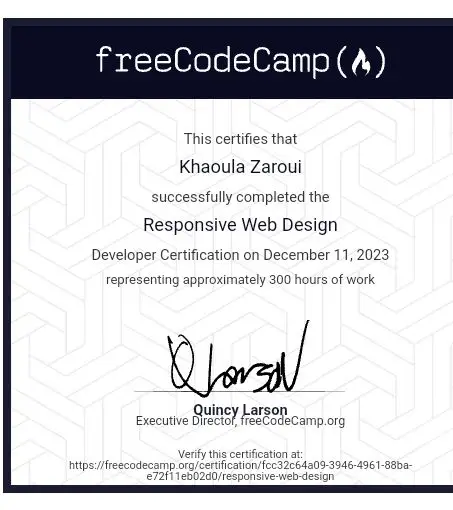 freeCodeCamp(🔥)
This certifies that
Khaoula Zaroui
successfully completed the
Responsive Web Design
Developer Certification on December 11, 2023
representing approximately 300 hours of work
Q Larson
Quincy Larson
Executive Director, freeCodeCamp.org
Verify this certification at:
https://freecodecamp.org/certification/fcc32c64a09-3946-4961-88ba-
e72f11eb02d0/responsive-web-design